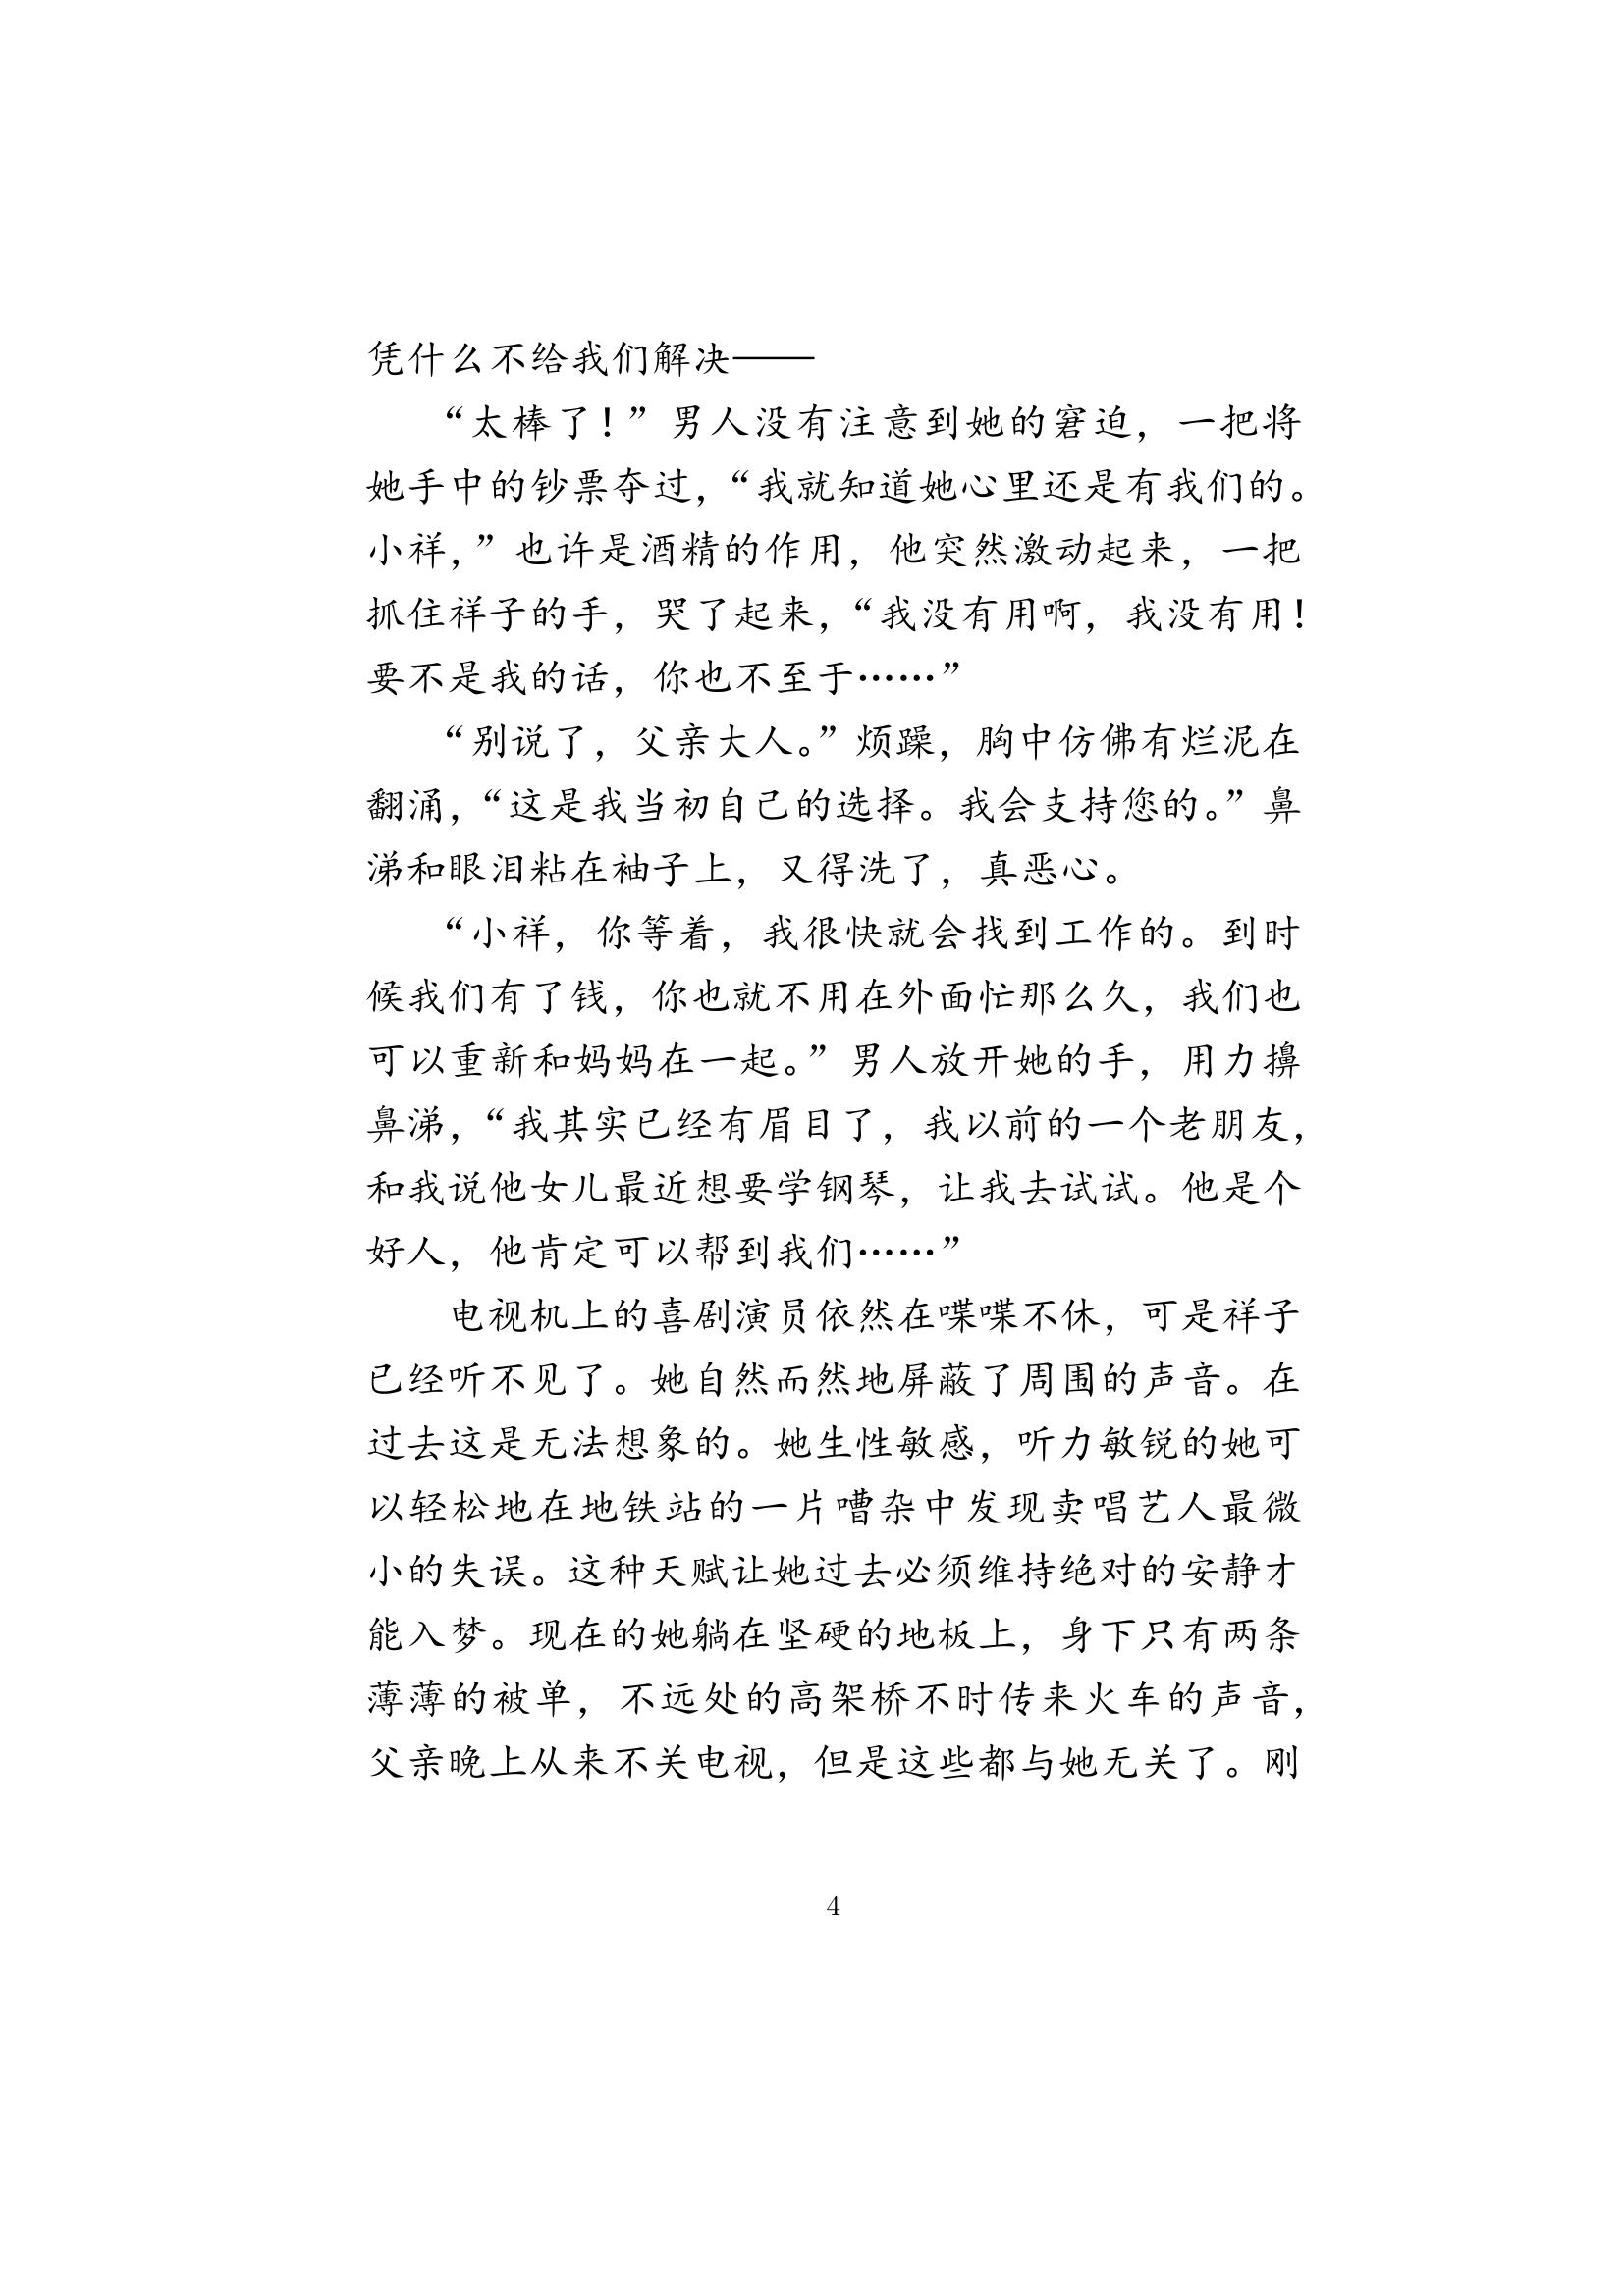 凭什么不给我们解决——
“太棒了！”男人没有注意到她的窘迫，一把将
她手中的钞票夺过，“我就知道她心里还是有我们的。
小祥，”也许是酒精的作用，他突然激动起来，一把
抓住祥子的手，哭了起来，“我没有用啊，我没有用！
要不是我的话，你也不至于……”
“别说了，父亲大人。”烦躁，胸中仿佛有烂泥在
翻涌，“这是我当初自己的选择。我会支持您的。”鼻
涕和眼泪粘在袖子上，又得洗了，真恶心。
“小祥，你等着，我很快就会找到工作的。到时
候我们有了钱，你也就不用在外面忙那么久，我们也
可以重新和妈妈在一起。”男人放开她的手，用力擤
鼻涕，“我其实已经有眉目了，我以前的一个老朋友，
和我说他女儿最近想要学钢琴，让我去试试。他是个
好人，他肯定可以帮到我们……”
电视机上的喜剧演员依然在喋喋不休，可是祥子
已经听不见了。她自然而然地屏蔽了周围的声音。在
过去这是无法想象的。她生性敏感，听力敏锐的她可
以轻松地在地铁站的一片嘈杂中发现卖唱艺人最微
小的失误。这种天赋让她过去必须维持绝对的安静才
能入梦。现在的她躺在坚硬的地板上，身下只有两条
薄薄的被单，不远处的高架桥不时传来火车的声音，
父亲晚上从来不关电视，但是这些都与她无关了。刚
4